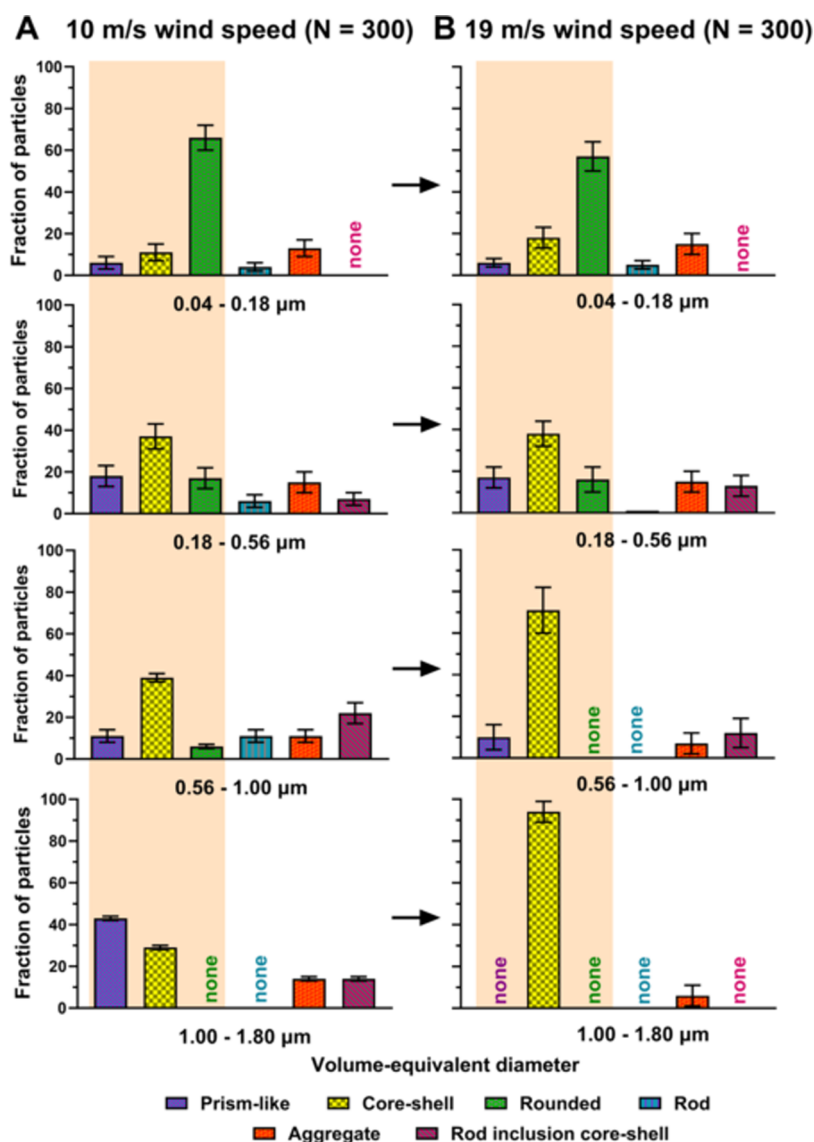 A 10 m/s wind speed (N = 300) B 19 m/s wind speed (N = 300)
Fraction of particles
100
80
60
40
20
0
none
0.04 - 0.18 µm
none
0.04 - 0.18 µm
Fraction of particles
100
80
60
40
20
0
0.18 - 0.56 µm
0.18 - 0.56 µm
Fraction of particles
100
80
60
40
20
0
0.56 - 1.00 µm
none
none
0.56 - 1.00 µm
Fraction of particles
100
80
60
40
20
0
none
none
1.00 - 1.80 µm
none
none
none
none
1.00 - 1.80 µm
Volume-equivalent diameter
Prism-like Core-shell Rounded Rod
Aggregate Rod inclusion core-shell